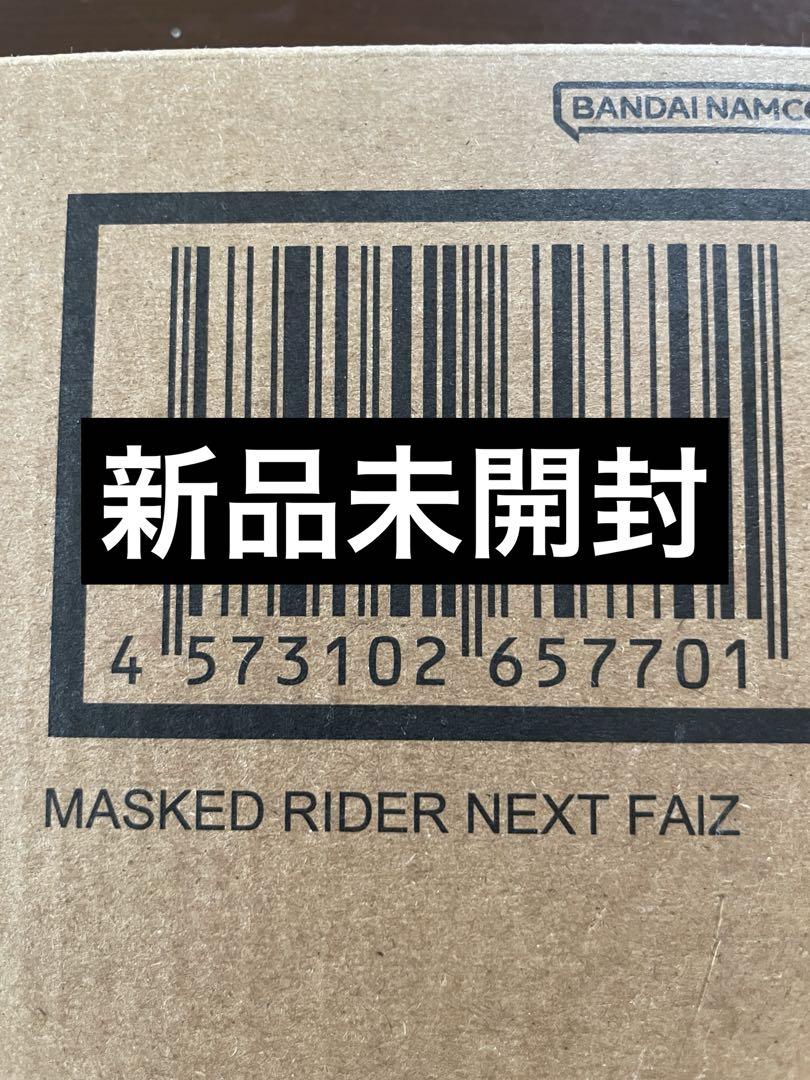 BANDAI NAMCO
新品未開封
4 573102 657701
MASKED RIDER NEXT FAIZ